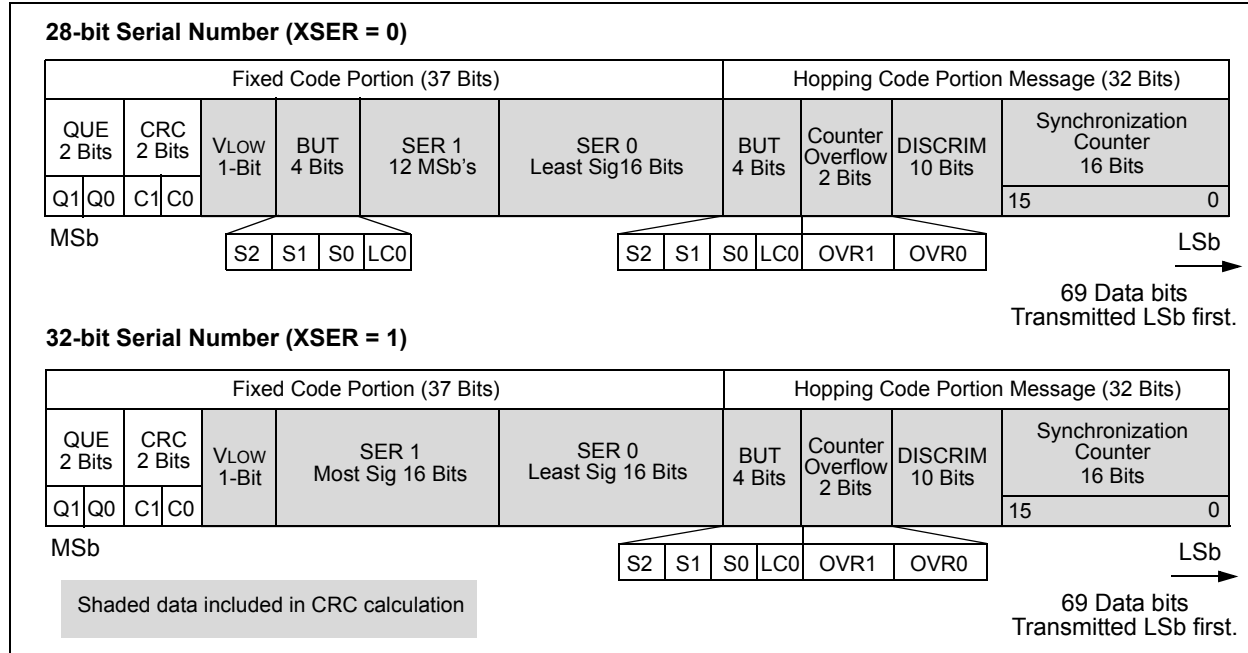 28-bit Serial Number (XSER = 0)
Fixed Code Portion (37 Bits)
Hopping Code Portion Message (32 Bits)
QUE
2 Bits
CRC
2 Bits
VLOW
1-Bit
BUT
4 Bits
SER 1
12 MSb's
SER 0
Least Sig16 Bits
BUT
4 Bits
Counter
Overflow
2 Bits
DISCRIM
10 Bits
Synchronization
Counter
16 Bits
Q1 Q0 C1 C0
15 0
MSb
S2 S1 S0 LC0
S2 S1 S0 LC0 OVR1 OVR0
LSb
69 Data bits
Transmitted LSb first.
32-bit Serial Number (XSER = 1)
Fixed Code Portion (37 Bits)
Hopping Code Portion Message (32 Bits)
QUE
2 Bits
CRC
2 Bits
VLOW
1-Bit
SER 1
Most Sig 16 Bits
SER 0
Least Sig 16 Bits
BUT
4 Bits
Counter
Overflow
2 Bits
DISCRIM
10 Bits
Synchronization
Counter
16 Bits
Q1 Q0 C1 C0
15 0
MSb
S2 S1 S0 LC0 OVR1 OVR0
LSb
Shaded data included in CRC calculation
69 Data bits
Transmitted LSb first.